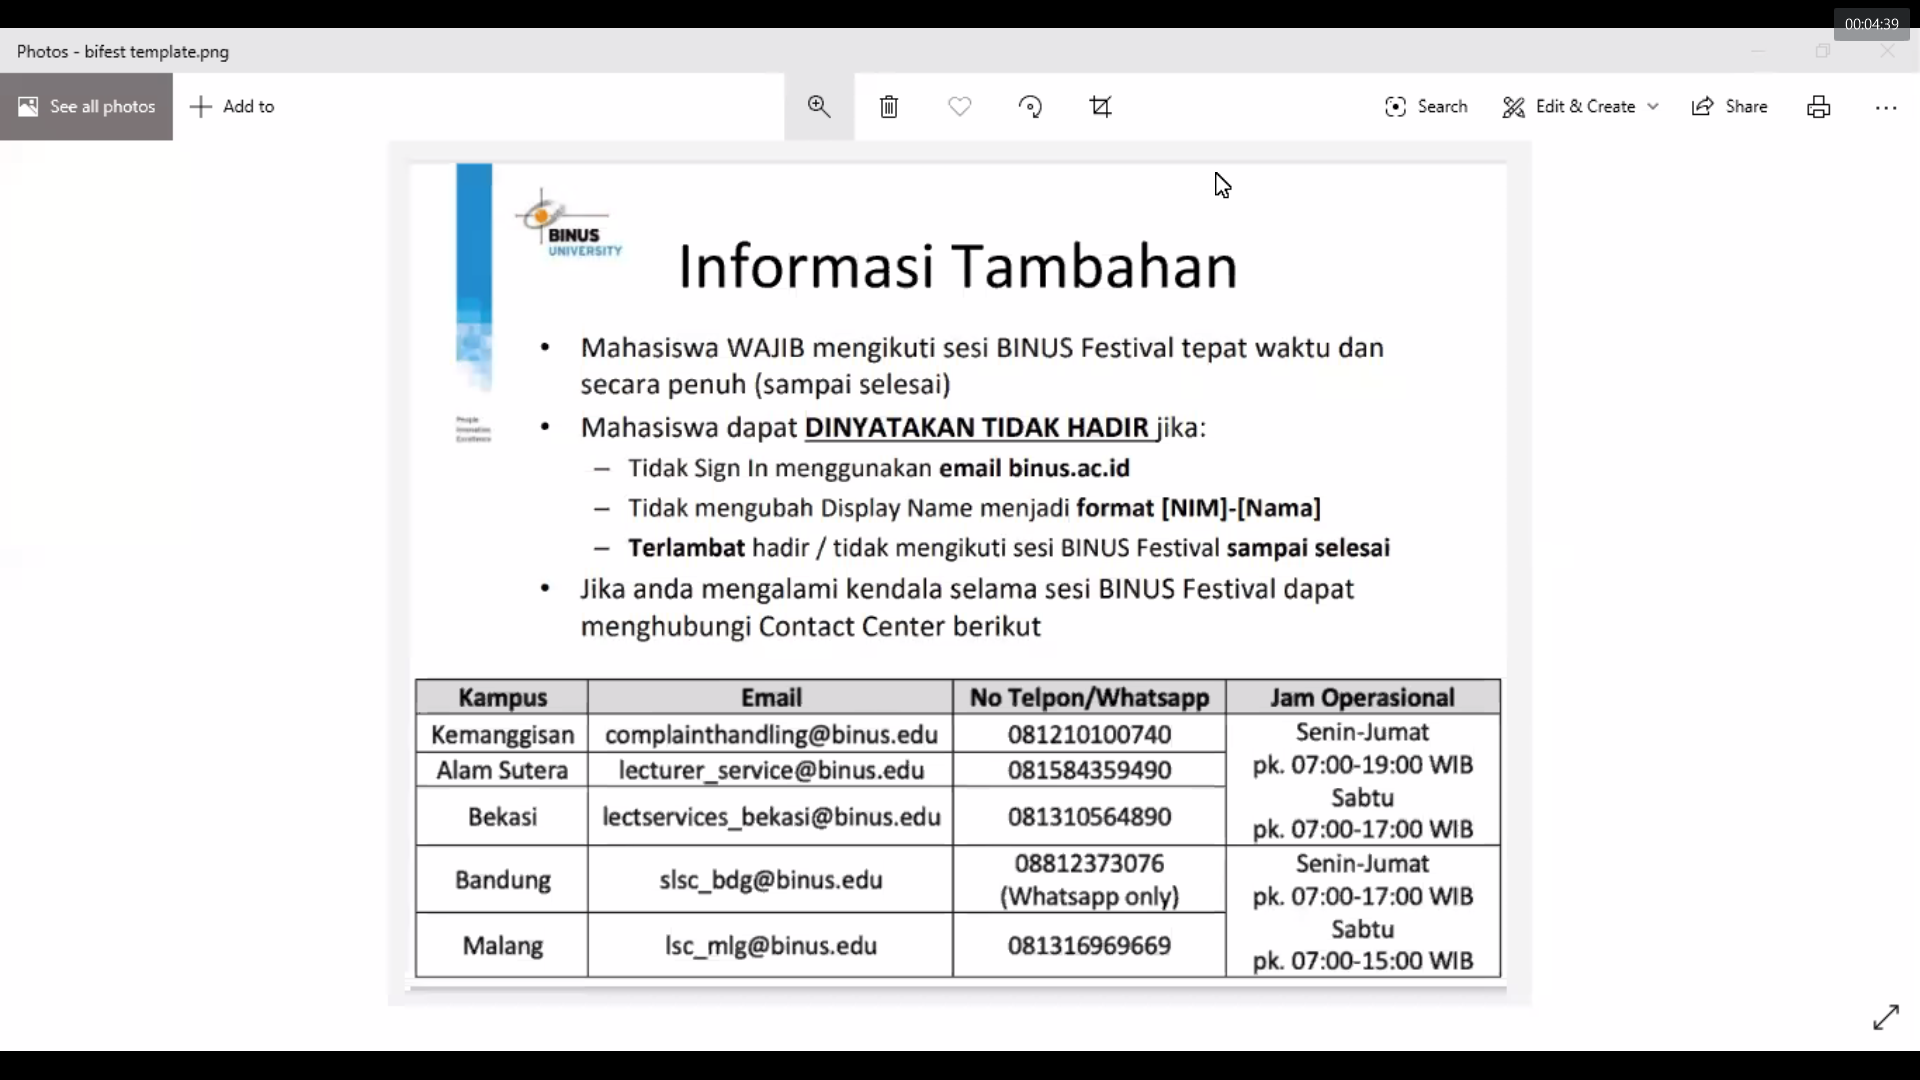 00:04:39
Photos - bifest template.png
See all photos
Add to
Search
Edit & Create
Share
BINUS
UNIVERSITY
Informasi Tambahan
People
Innovation
Excellence
• Mahasiswa WAJIB mengikuti sesi BINUS Festival tepat waktu dan
secara penuh (sampai selesai)
• Mahasiswa dapat DINYATAKAN TIDAK HADIR jika:
– Tidak Sign In menggunakan email binus.ac.id
– Tidak mengubah Display Name menjadi format [NIM]-[Nama]
– Terlambat hadir / tidak mengikuti sesi BINUS Festival sampai selesai
• Jika anda mengalami kendala selama sesi BINUS Festival dapat
menghubungi Contact Center berikut
Kampus Email No Telpon/Whatsapp Jam Operasional
Kemanggisan complainthandling@binus.edu 081210100740
Alam Sutera lecturer_service@binus.edu 081584359490
Bekasi lectservices_bekasi@binus.edu 081310564890
Senin-Jumat
pk. 07:00-19:00 WIB
Sabtu
pk. 07:00-17:00 WIB
Bandung slsc_bdg@binus.edu 08812373076
(Whatsapp only)
Malang lsc_mlg@binus.edu 081316969669
Senin-Jumat
pk. 07:00-17:00 WIB
Sabtu
pk. 07:00-15:00 WIB